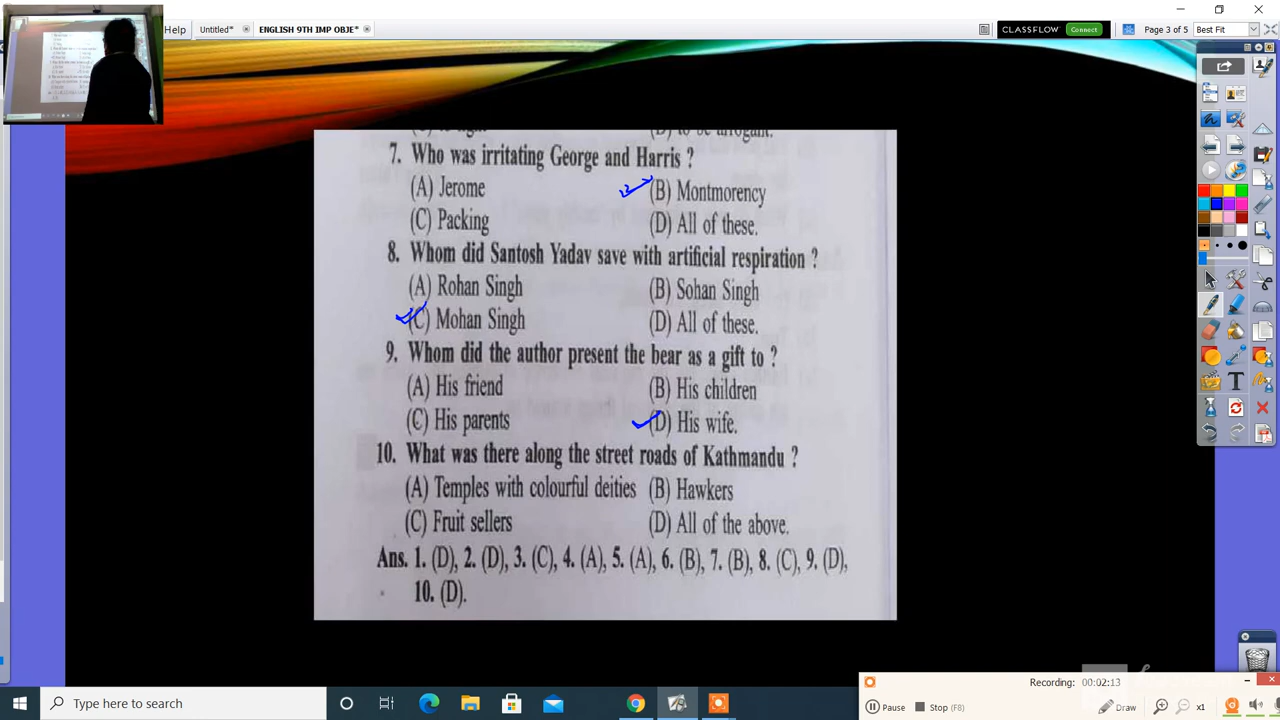 Help
Untitled*
ENGLISH 9TH IMP OBJE*
CLASSFLOW
Connect
Page 3 of 5
Best Fit
(D) to be arrogant.
7. Who was irritating George and Harris ?
(A) Jerome (B) Montmorency
(C) Packing (D) All of these.
8. Whom did Santosh Yadav save with artificial respiration ?
(A) Rohan Singh (B) Sohan Singh
(C) Mohan Singh (D) All of these.
9. Whom did the author present the bear as a gift to ?
(A) His friend (B) His children
(C) His parents (D) His wife.
10. What was there along the street roads of Kathmandu ?
(A) Temples with colourful deities (B) Hawkers
(C) Fruit sellers (D) All of the above.
Ans. 1. (D), 2. (D), 3. (C), 4. (A), 5. (A), 6. (B), 7. (B), 8. (C), 9. (D),
10. (D).
Recording: 00:02:13
Pause Stop (F8) Draw x1
Type here to search